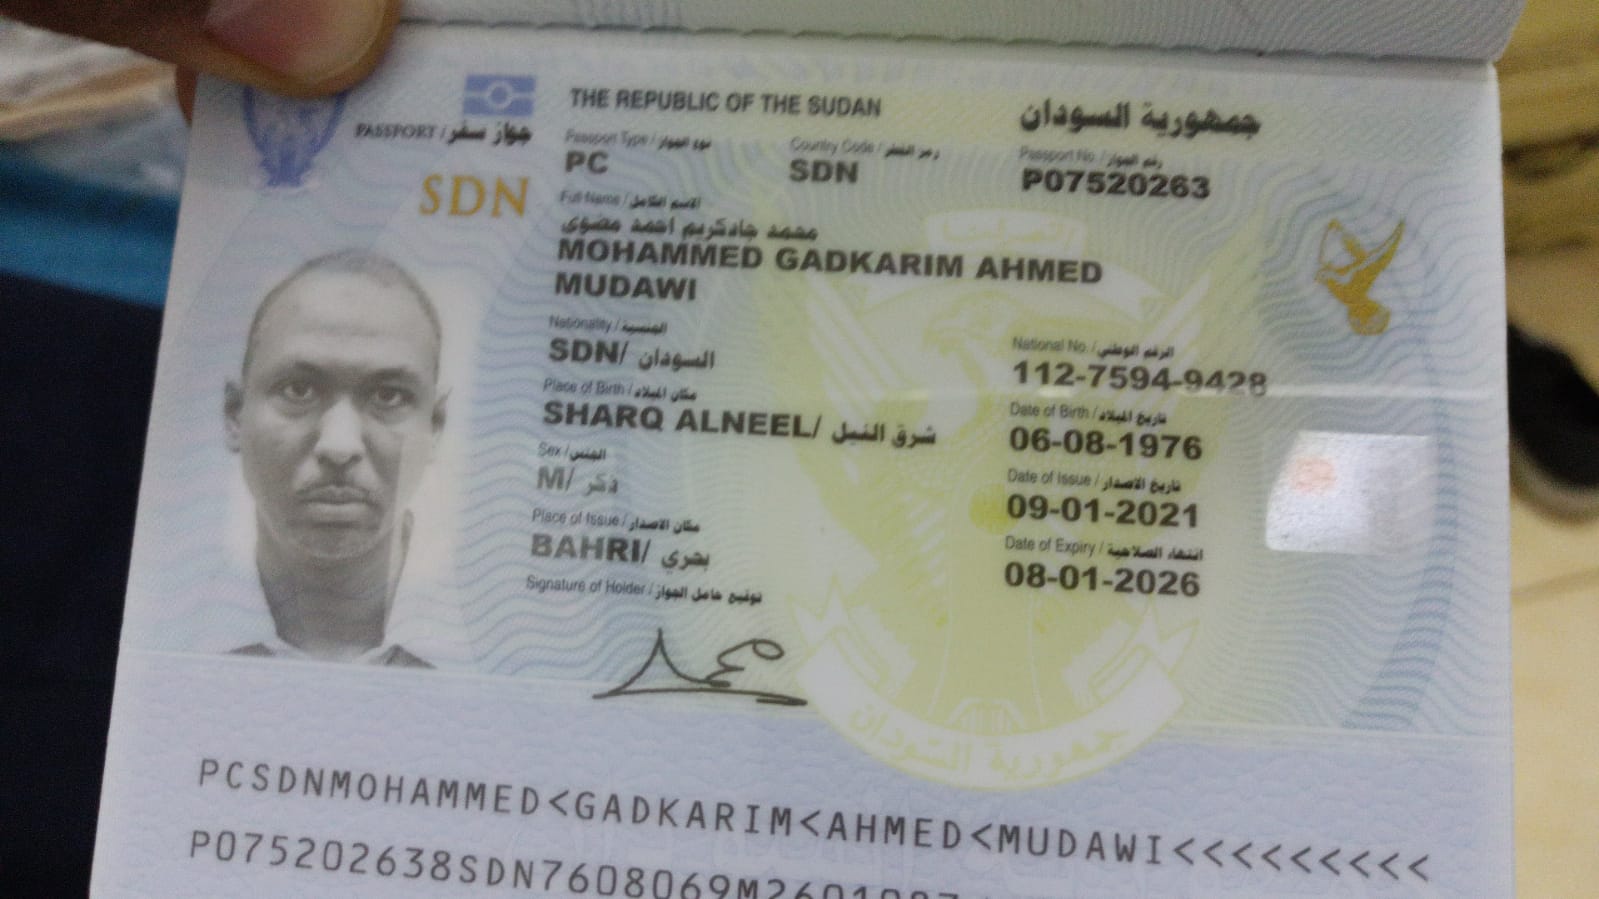 THE REPUBLIC OF THE SUDAN جمهورية السودان
PASSPORT / جواز سفر
Passport Type / نوع الجواز Country Code / رمز القطر Passport No. / رقم الجواز
PC SDN P07520263
SDN
Full Name / الاسم الكامل
محمد جادكريم احمد مضوى
MOHAMMED GADKARIM AHMED
MUDAWI
Nationality / الجنسية National No. / الرقم الوطني
SDN/ السودان 112-7594-9428
Place of Birth / مكان الميلاد Date of Birth / تاريخ الميلاد
SHARQ ALNEEL/ شرق النيل 06-08-1976
Sex / الجنس Date of Issue / تاريخ الاصدار
M/ ذكر 09-01-2021
Place of Issue / مكان الاصدار Date of Expiry / انتهاء الصلاحية
BAHRI/ بحري 08-01-2026
Signature of Holder / توقيع حامل الجواز
جمهورية السودان
PCSDNMOHAMMED<GADKARIM<AHMED<MUDAWI<<<<<<<<<
P075202638SDN7608069M2601087